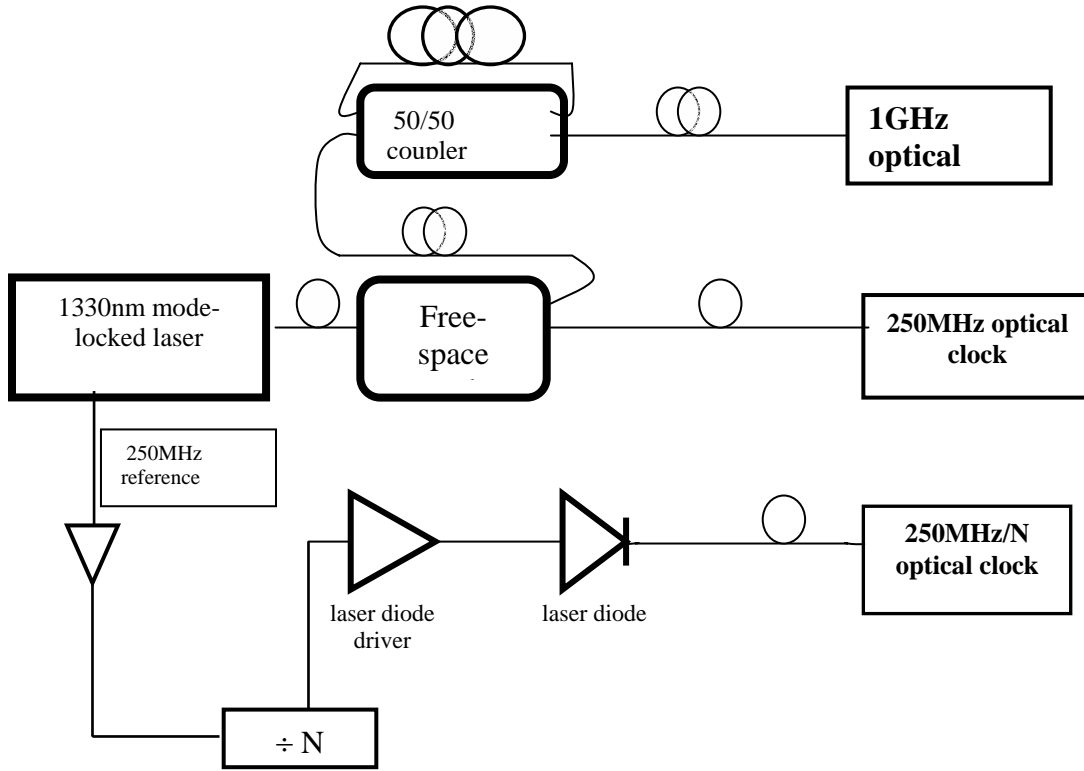 50/50
coupler
1GHz
optical
1330nm mode-
locked laser
Free-
space
250MHz optical
clock
250MHz
reference
laser diode
driver
laser diode
250MHz/N
optical clock
÷ N